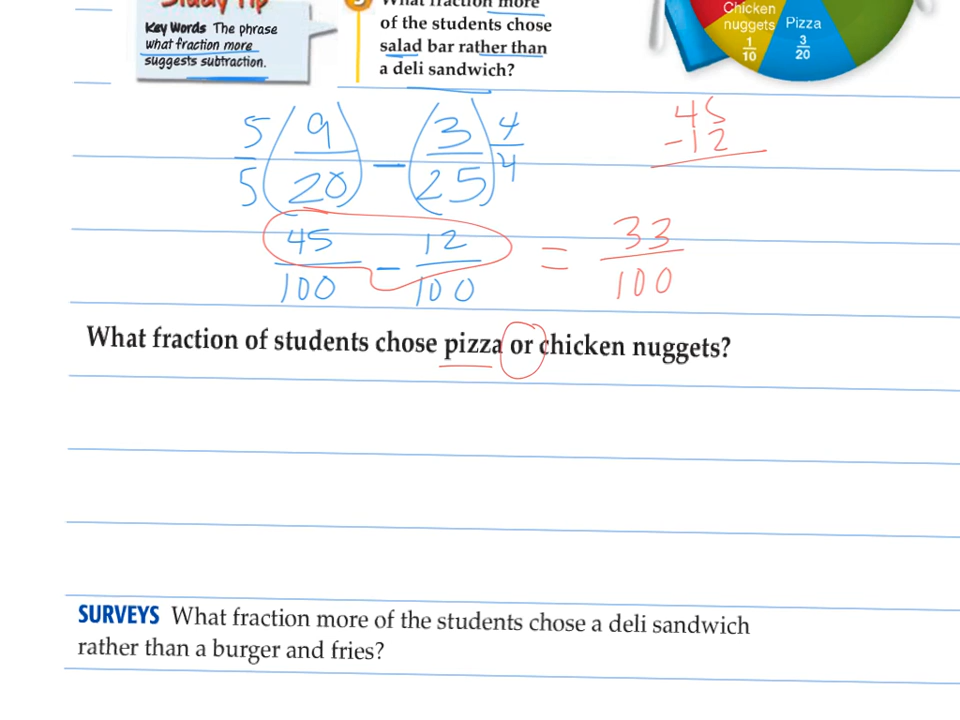 Study Tip
Key Words The phrase
what fraction more
suggests subtraction.
What fraction more
of the students chose
salad bar rather than
a deli sandwich?
Chicken
nuggets
1/10
Pizza
3/20
5/5 (9/20) - (3/25) 4/4
45
-12
45/100 - 12/100 = 33/100
What fraction of students chose pizza or chicken nuggets?
SURVEYS What fraction more of the students chose a deli sandwich
rather than a burger and fries?